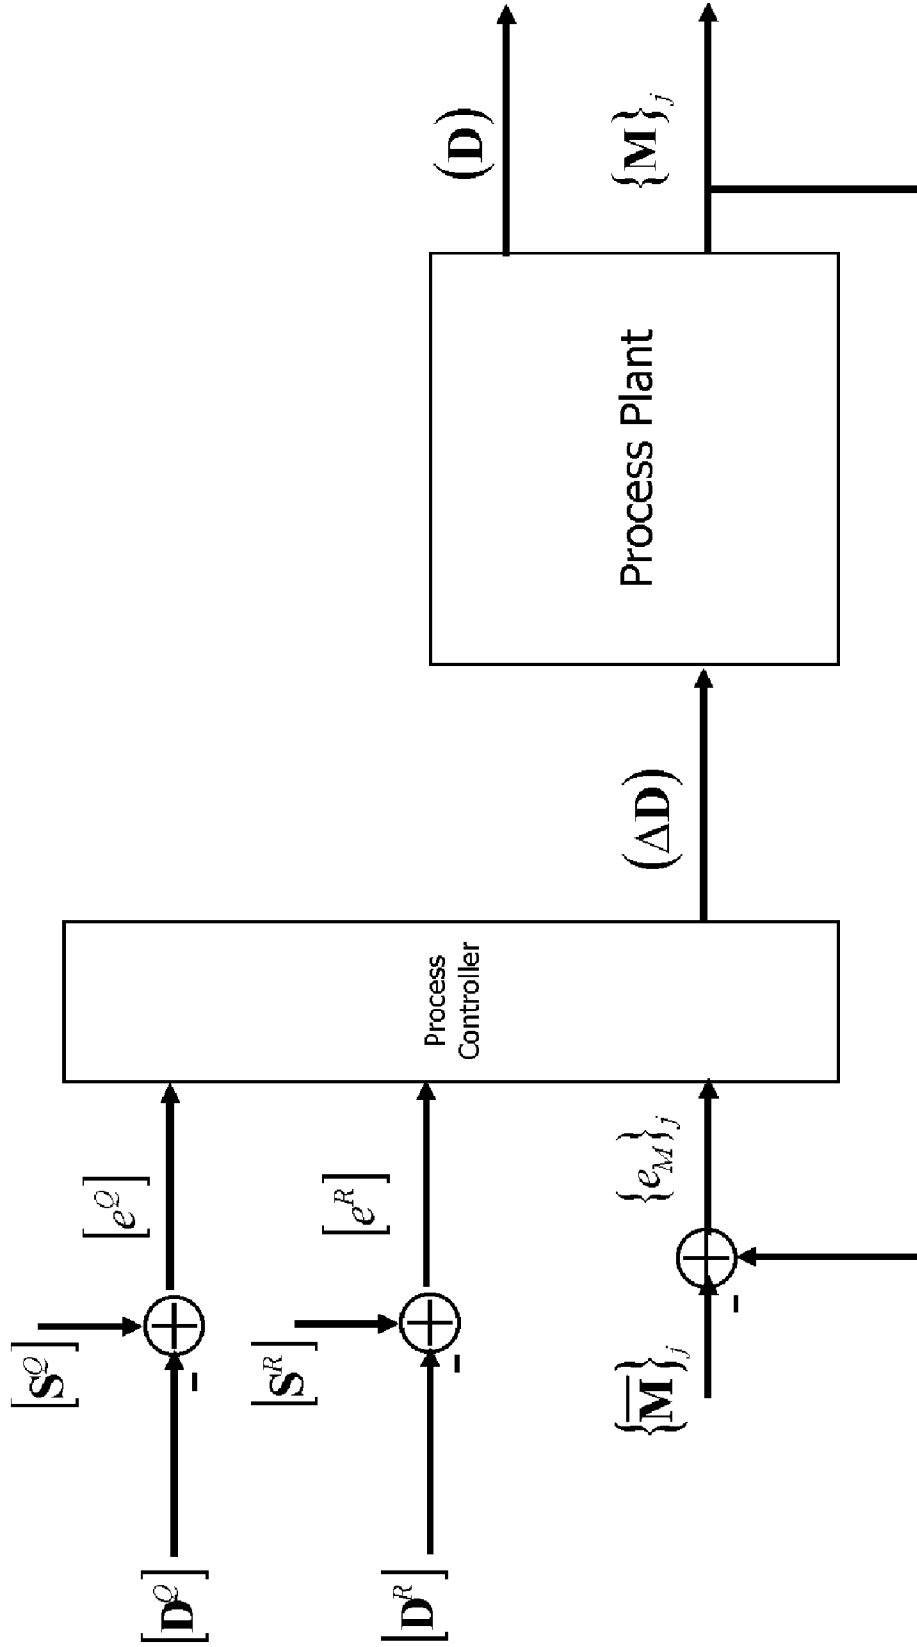 [S^Q]
[e^Q]
[D^Q]
-
[S^R]
[e^R]
[D^R]
-
{M̅}_j
{e_M}_j
-
Process
Controller
(ΔD)
Process Plant
(D)
{M}_j